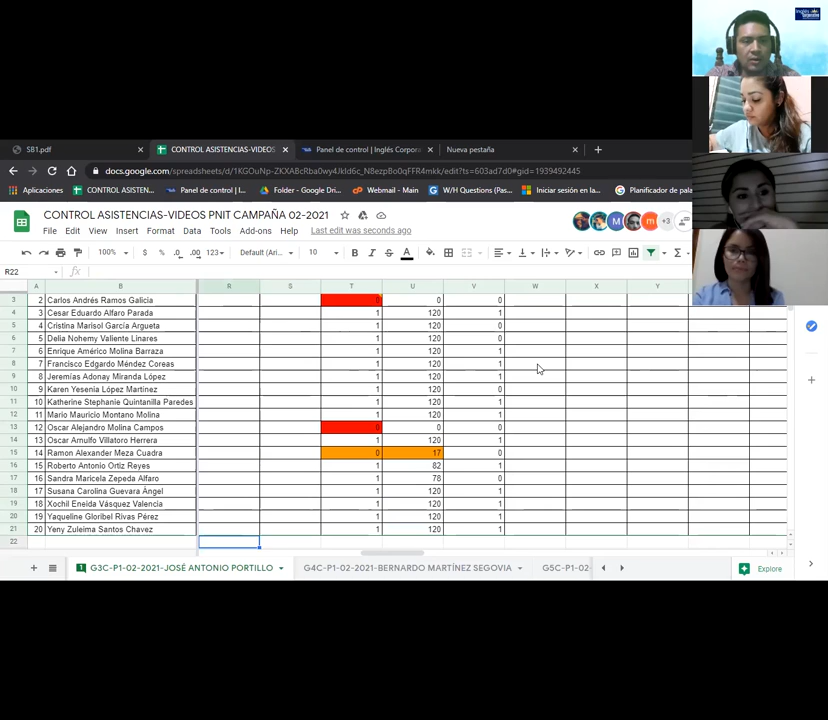 Inglés
SB1.pdf × CONTROL ASISTENCIAS-VIDEOS × Panel de control | Inglés Corpora × Nueva pestaña × +
docs.google.com/spreadsheets/d/1KGOuNp-ZKXABcRba0wy4Jkld6c_N8ezpBo0qFFR4mkk/edit?ts=603ad7d0#gid=1939492445
Aplicaciones CONTROL ASISTEN... Panel de control | I... Folder - Google Dri... Webmail - Main W/H Questions (Pas... Iniciar sesión en la... Planificador de pala
CONTROL ASISTENCIAS-VIDEOS PNIT CAMPAÑA 02-2021
File Edit View Insert Format Data Tools Add-ons Help Last edit was seconds ago
M m +3
100% $ % .0 .00 123 Default (Ari... 10 B I S A
R22 fx
A B R S T U V W X Y
3 2 Carlos Andrés Ramos Galicia 0 0 0
4 3 Cesar Eduardo Alfaro Parada 1 120 1
5 4 Cristina Marisol García Argueta 1 120 0
6 5 Delia Nohemy Valiente Linares 1 120 0
7 6 Enrique Américo Molina Barraza 1 120 1
8 7 Francisco Edgardo Méndez Coreas 1 120 1
9 8 Jeremías Adonay Miranda López 1 120 1
10 9 Karen Yesenia López Martínez 1 120 0
11 10 Katherine Stephanie Quintanilla Paredes 1 120 1
12 11 Mario Mauricio Montano Molina 1 120 1
13 12 Oscar Alejandro Molina Campos 0 0 0
14 13 Oscar Arnulfo Villatoro Herrera 1 120 1
15 14 Ramon Alexander Meza Cuadra 0 17 0
16 15 Roberto Antonio Ortiz Reyes 1 82 1
17 16 Sandra Maricela Zepeda Alfaro 1 78 0
18 17 Susana Carolina Guevara Ángel 1 120 1
19 18 Xochil Eneida Vásquez Valencia 1 120 1
20 19 Yaqueline Gloribel Rivas Pérez 1 120 1
21 20 Yeny Zuleima Santos Chavez 1 120 1
22
+ 1 G3C-P1-02-2021-JOSÉ ANTONIO PORTILLO G4C-P1-02-2021-BERNARDO MARTÍNEZ SEGOVIA G5C-P1-02- Explore